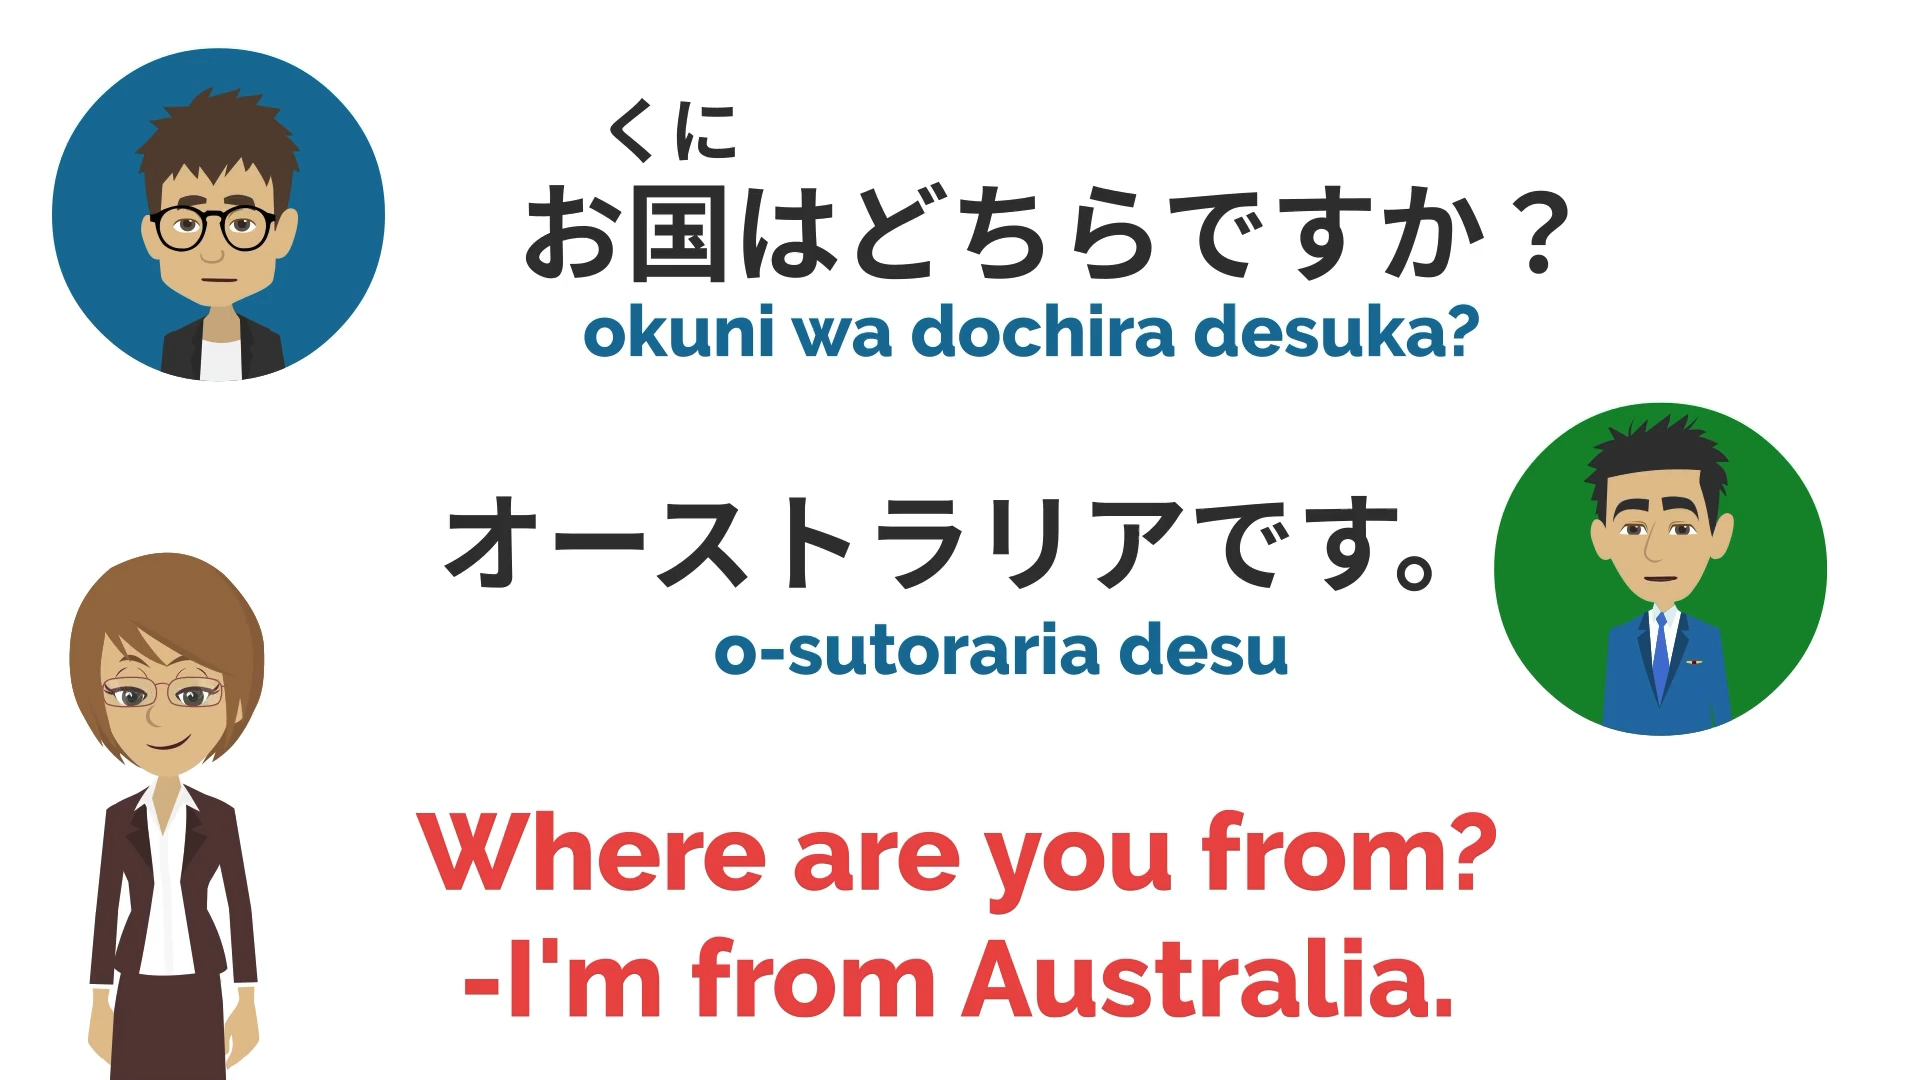 くに
お国はどちらですか？
okuni wa dochira desuka?
オーストラリアです。
o-sutoraria desu
Where are you from?
-I'm from Australia.